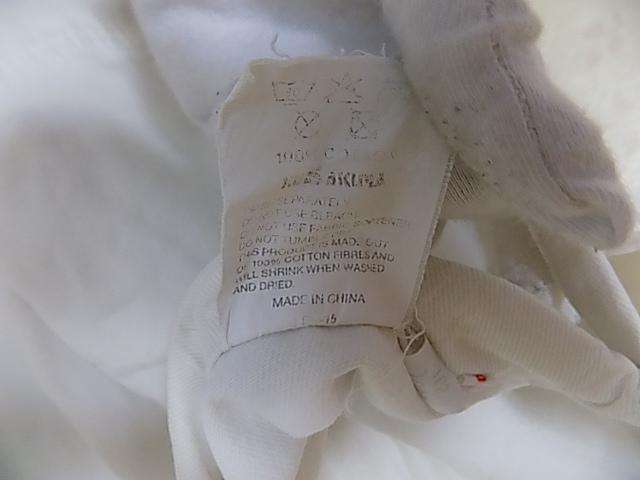 30
100% COTTON
WASH SEPARATELY
DO NOT USE BLEACH
DO NOT USE FABRIC SOFTENER
DO NOT TUMBLE
THIS PRODUCT IS MADE OUT
OF 100% COTTON FIBRES AND
WILL SHRINK WHEN WASHED
AND DRIED.
MADE IN CHINA